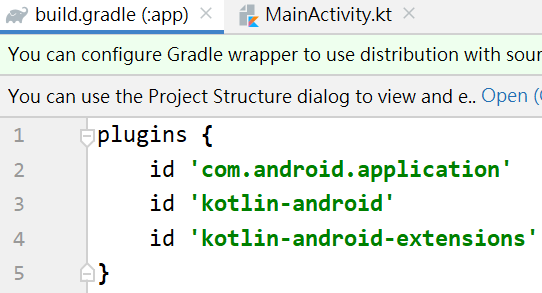 build.gradle (:app)
MainActivity.kt
You can configure Gradle wrapper to use distribution with sour
You can use the Project Structure dialog to view and e.. Open (
1 plugins {
2 id 'com.android.application'
3 id 'kotlin-android'
4 id 'kotlin-android-extensions'
5 }